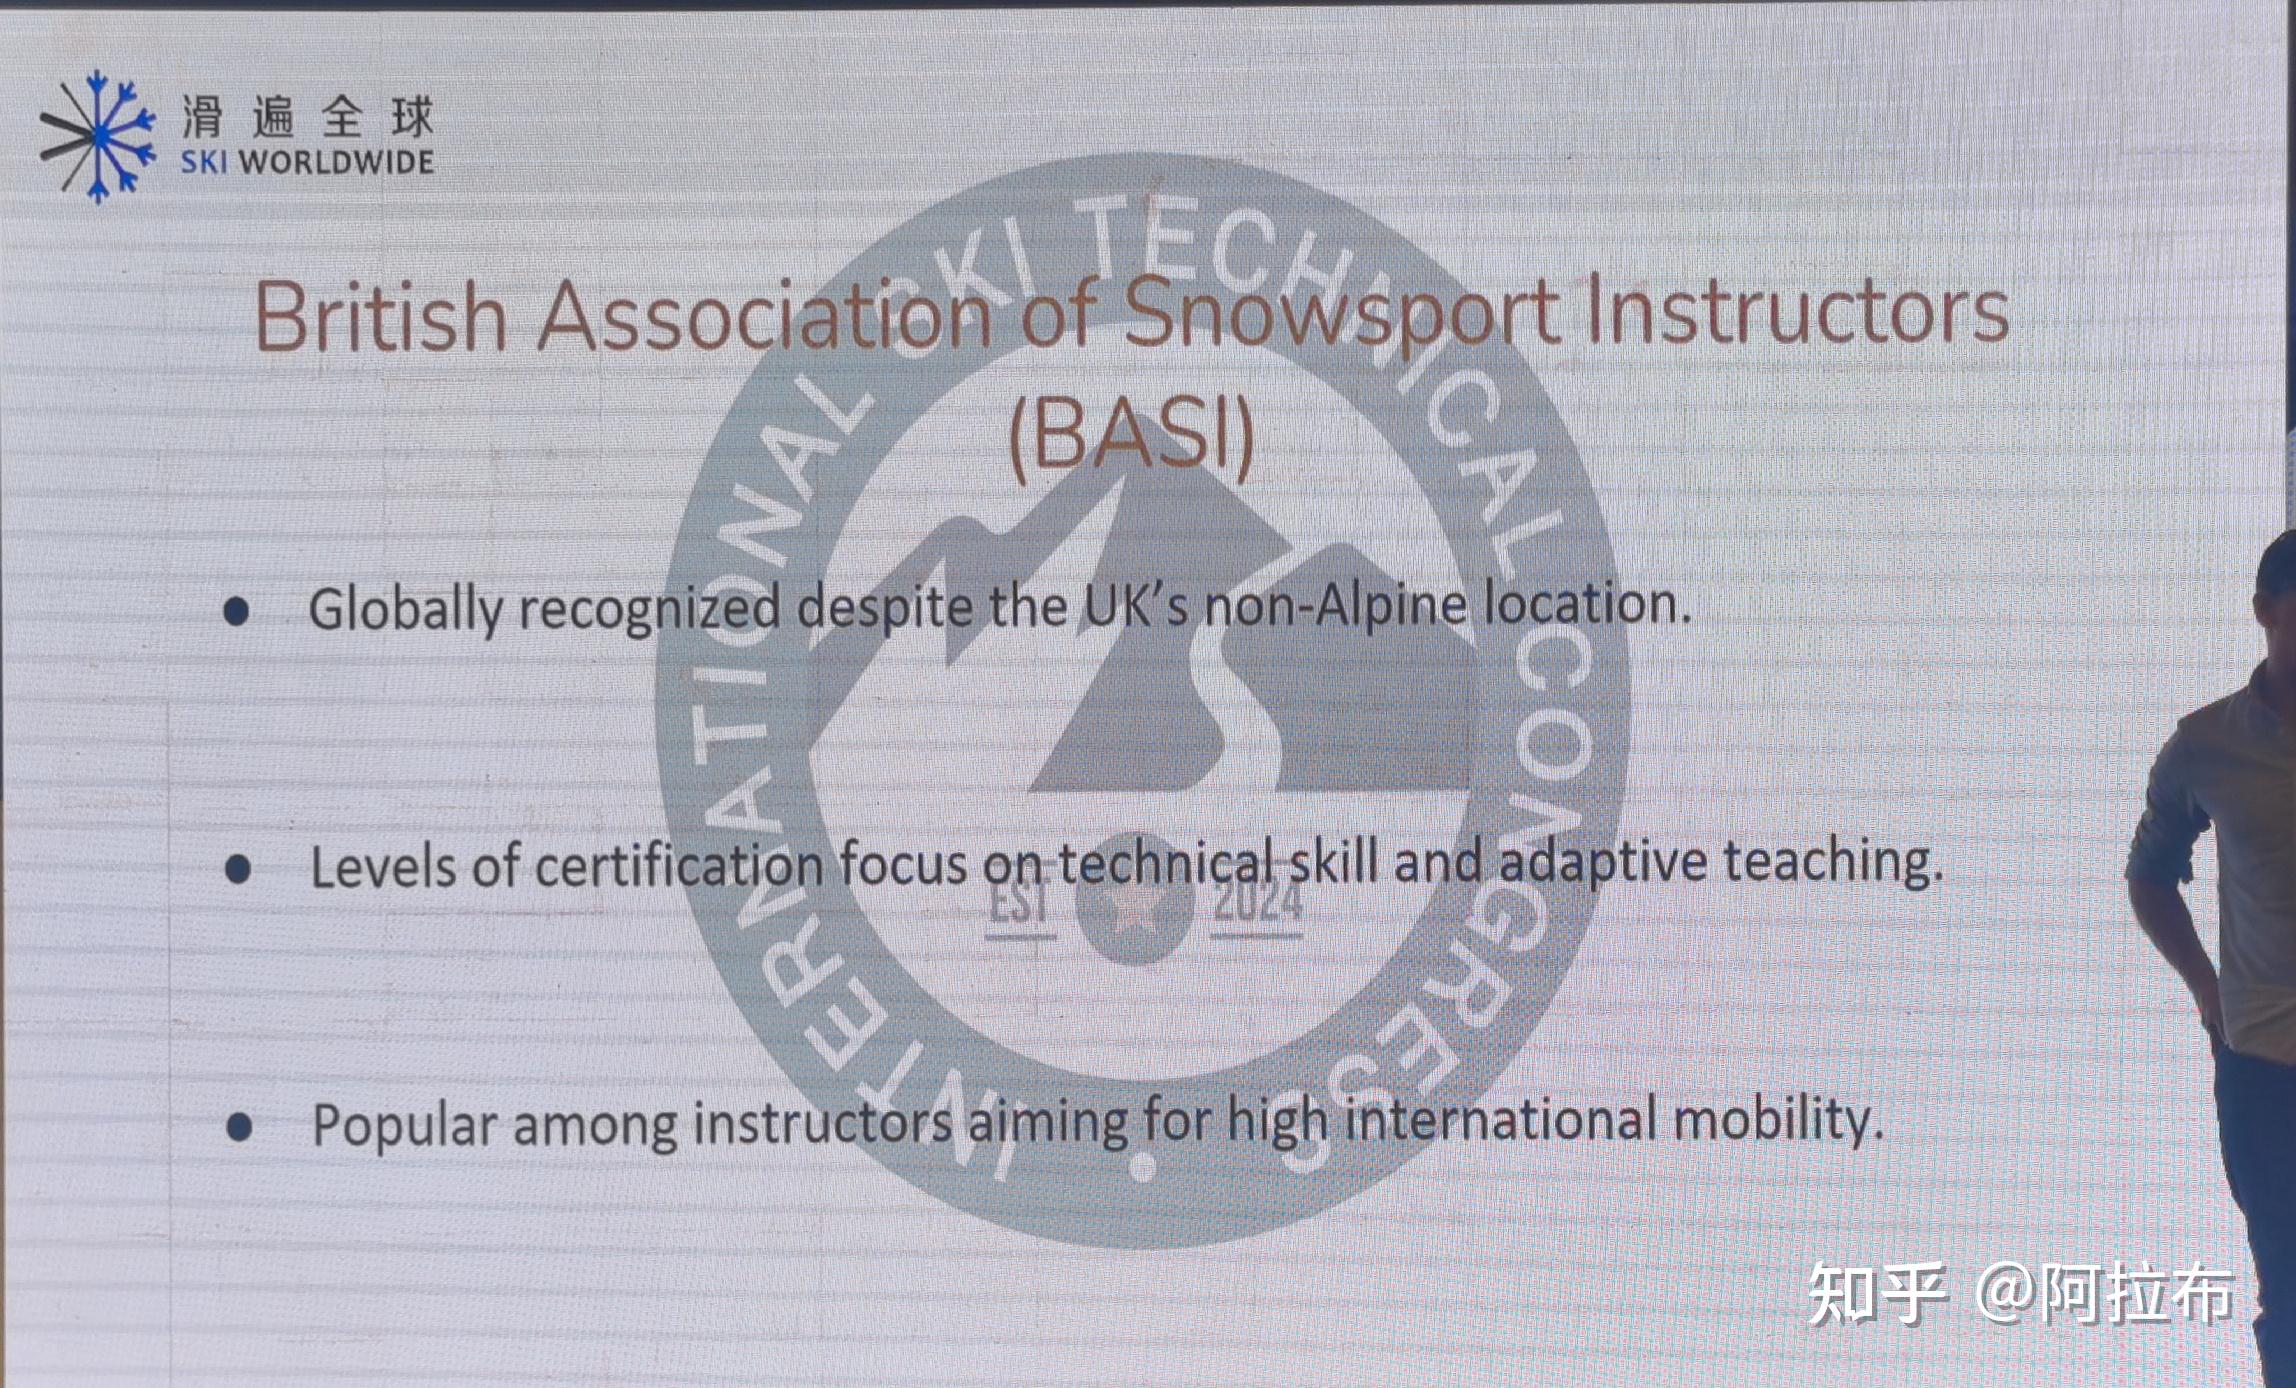 滑遍全球
SKI WORLDWIDE
British Association of Snowsport Instructors
(BASI)
INTERNATIONAL SKI TECHNICAL CONGRESS
• Globally recognized despite the UK's non-Alpine location.
• Levels of certification focus on technical skill and adaptive teaching.
EST 2024
• Popular among instructors aiming for high international mobility.
知乎 @阿拉布